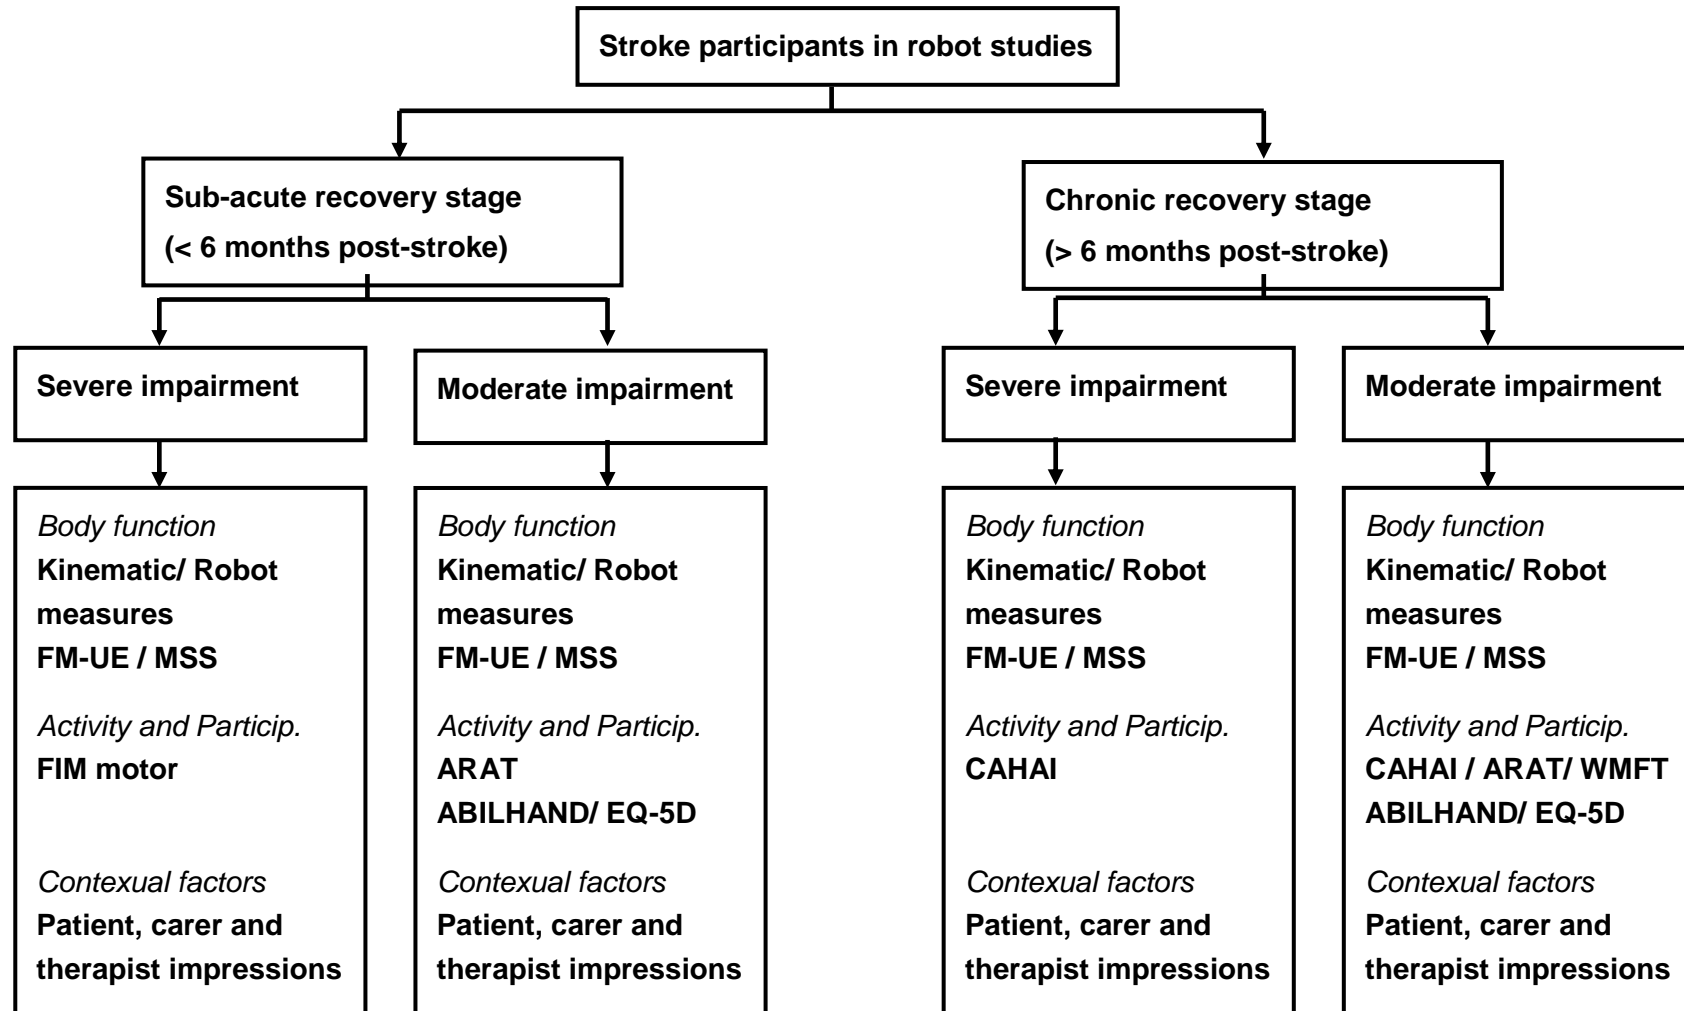 Stroke participants in robot studies
Sub-acute recovery stage
(< 6 months post-stroke)
Chronic recovery stage
(> 6 months post-stroke)
Severe impairment
Moderate impairment
Severe impairment
Moderate impairment
Body function
Kinematic/ Robot
measures
FM-UE / MSS
Activity and Particip.
FIM motor
Contexual factors
Patient, carer and
therapist impressions
Body function
Kinematic/ Robot
measures
FM-UE / MSS
Activity and Particip.
ARAT
ABILHAND/ EQ-5D
Contexual factors
Patient, carer and
therapist impressions
Body function
Kinematic/ Robot
measures
FM-UE / MSS
Activity and Particip.
CAHAI
Contexual factors
Patient, carer and
therapist impressions
Body function
Kinematic/ Robot
measures
FM-UE / MSS
Activity and Particip.
CAHAI / ARAT/ WMFT
ABILHAND/ EQ-5D
Contexual factors
Patient, carer and
therapist impressions